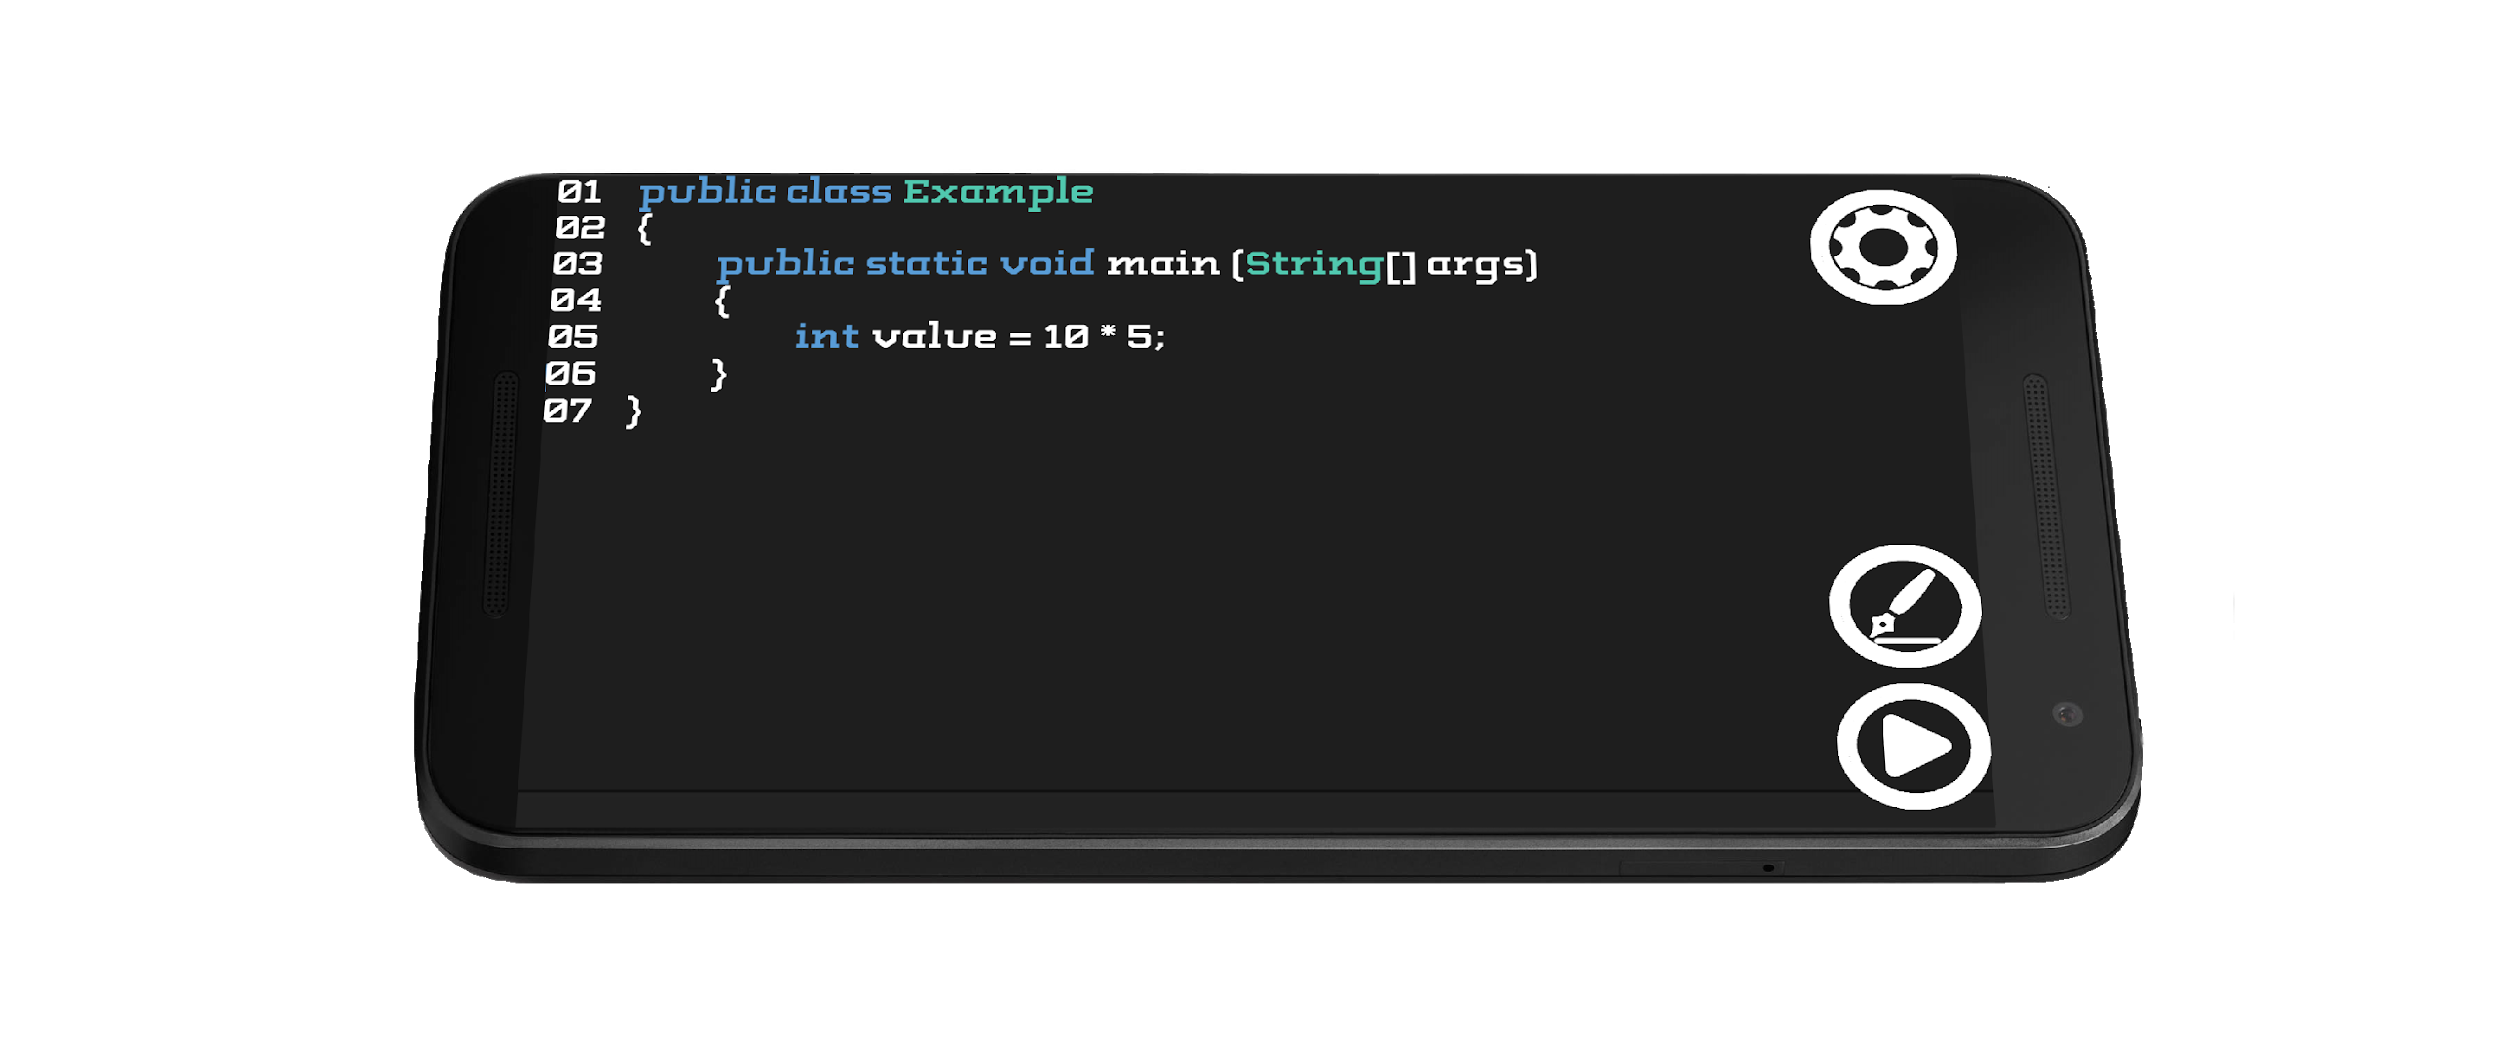 01 public class Example
02 {
03 public static void main (String[] args)
04 {
05 int value = 10 * 5;
06 }
07 }